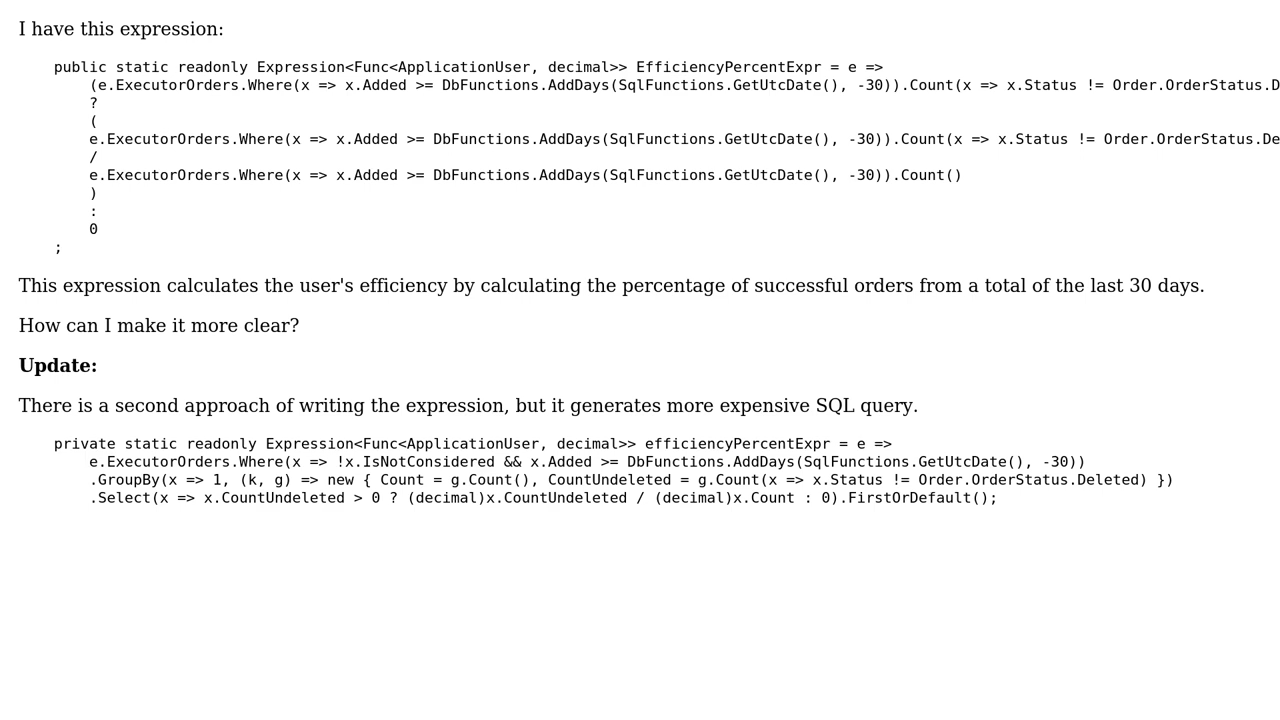 I have this expression:
public static readonly Expression<Func<ApplicationUser, decimal>> EfficiencyPercentExpr = e =>
(e.ExecutorOrders.Where(x => x.Added >= DbFunctions.AddDays(SqlFunctions.GetUtcDate(), -30)).Count(x => x.Status != Order.OrderStatus.D
?
(
e.ExecutorOrders.Where(x => x.Added >= DbFunctions.AddDays(SqlFunctions.GetUtcDate(), -30)).Count(x => x.Status != Order.OrderStatus.De
/
e.ExecutorOrders.Where(x => x.Added >= DbFunctions.AddDays(SqlFunctions.GetUtcDate(), -30)).Count()
)
:
0
;
This expression calculates the user's efficiency by calculating the percentage of successful orders from a total of the last 30 days.
How can I make it more clear?
Update:
There is a second approach of writing the expression, but it generates more expensive SQL query.
private static readonly Expression<Func<ApplicationUser, decimal>> efficiencyPercentExpr = e =>
e.ExecutorOrders.Where(x => !x.IsNotConsidered && x.Added >= DbFunctions.AddDays(SqlFunctions.GetUtcDate(), -30))
.GroupBy(x => 1, (k, g) => new { Count = g.Count(), CountUndeleted = g.Count(x => x.Status != Order.OrderStatus.Deleted) })
.Select(x => x.CountUndeleted > 0 ? (decimal)x.CountUndeleted / (decimal)x.Count : 0).FirstOrDefault();